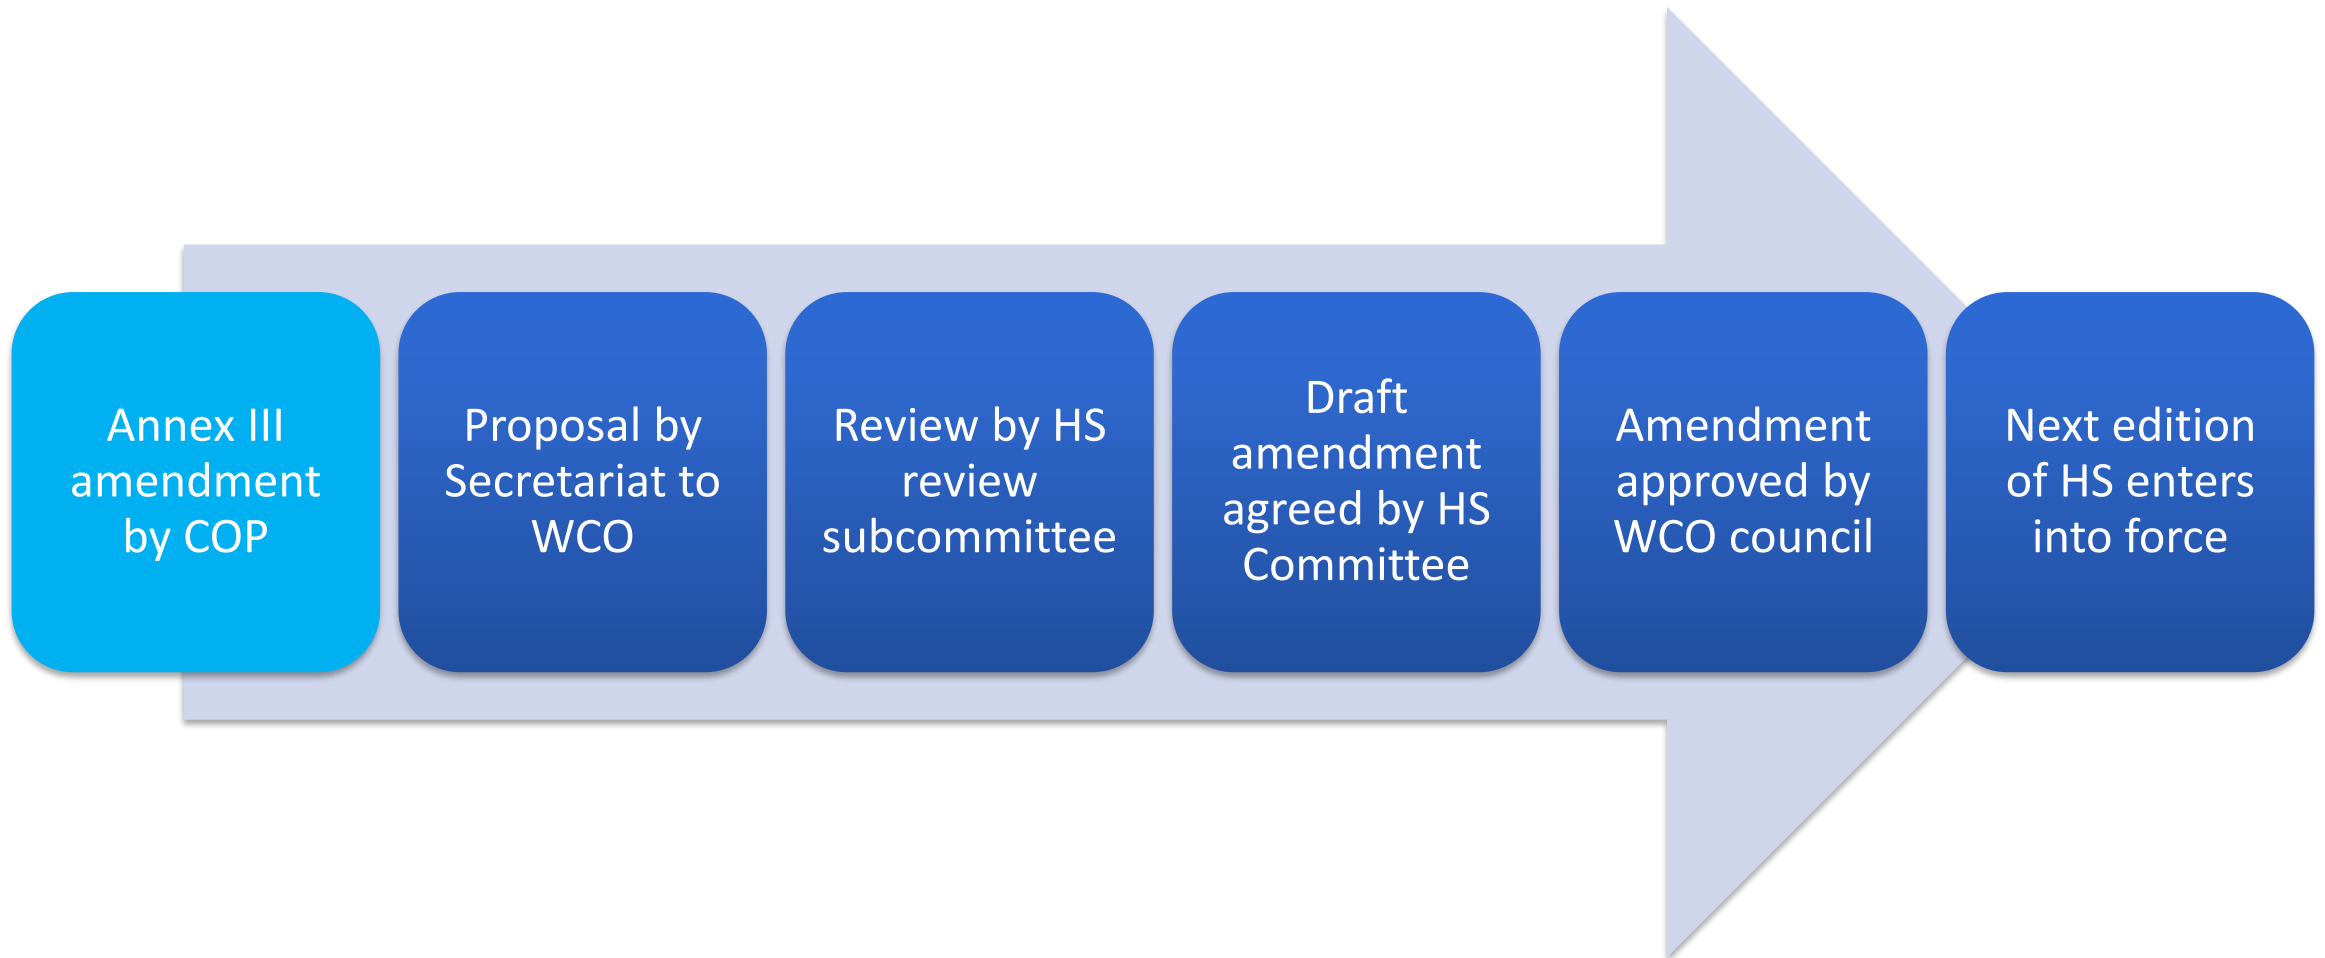 Annex III
amendment
by COP
Proposal by
Secretariat to
WCO
Review by HS
review
subcommittee
Draft
amendment
agreed by HS
Committee
Amendment
approved by
WCO council
Next edition
of HS enters
into force